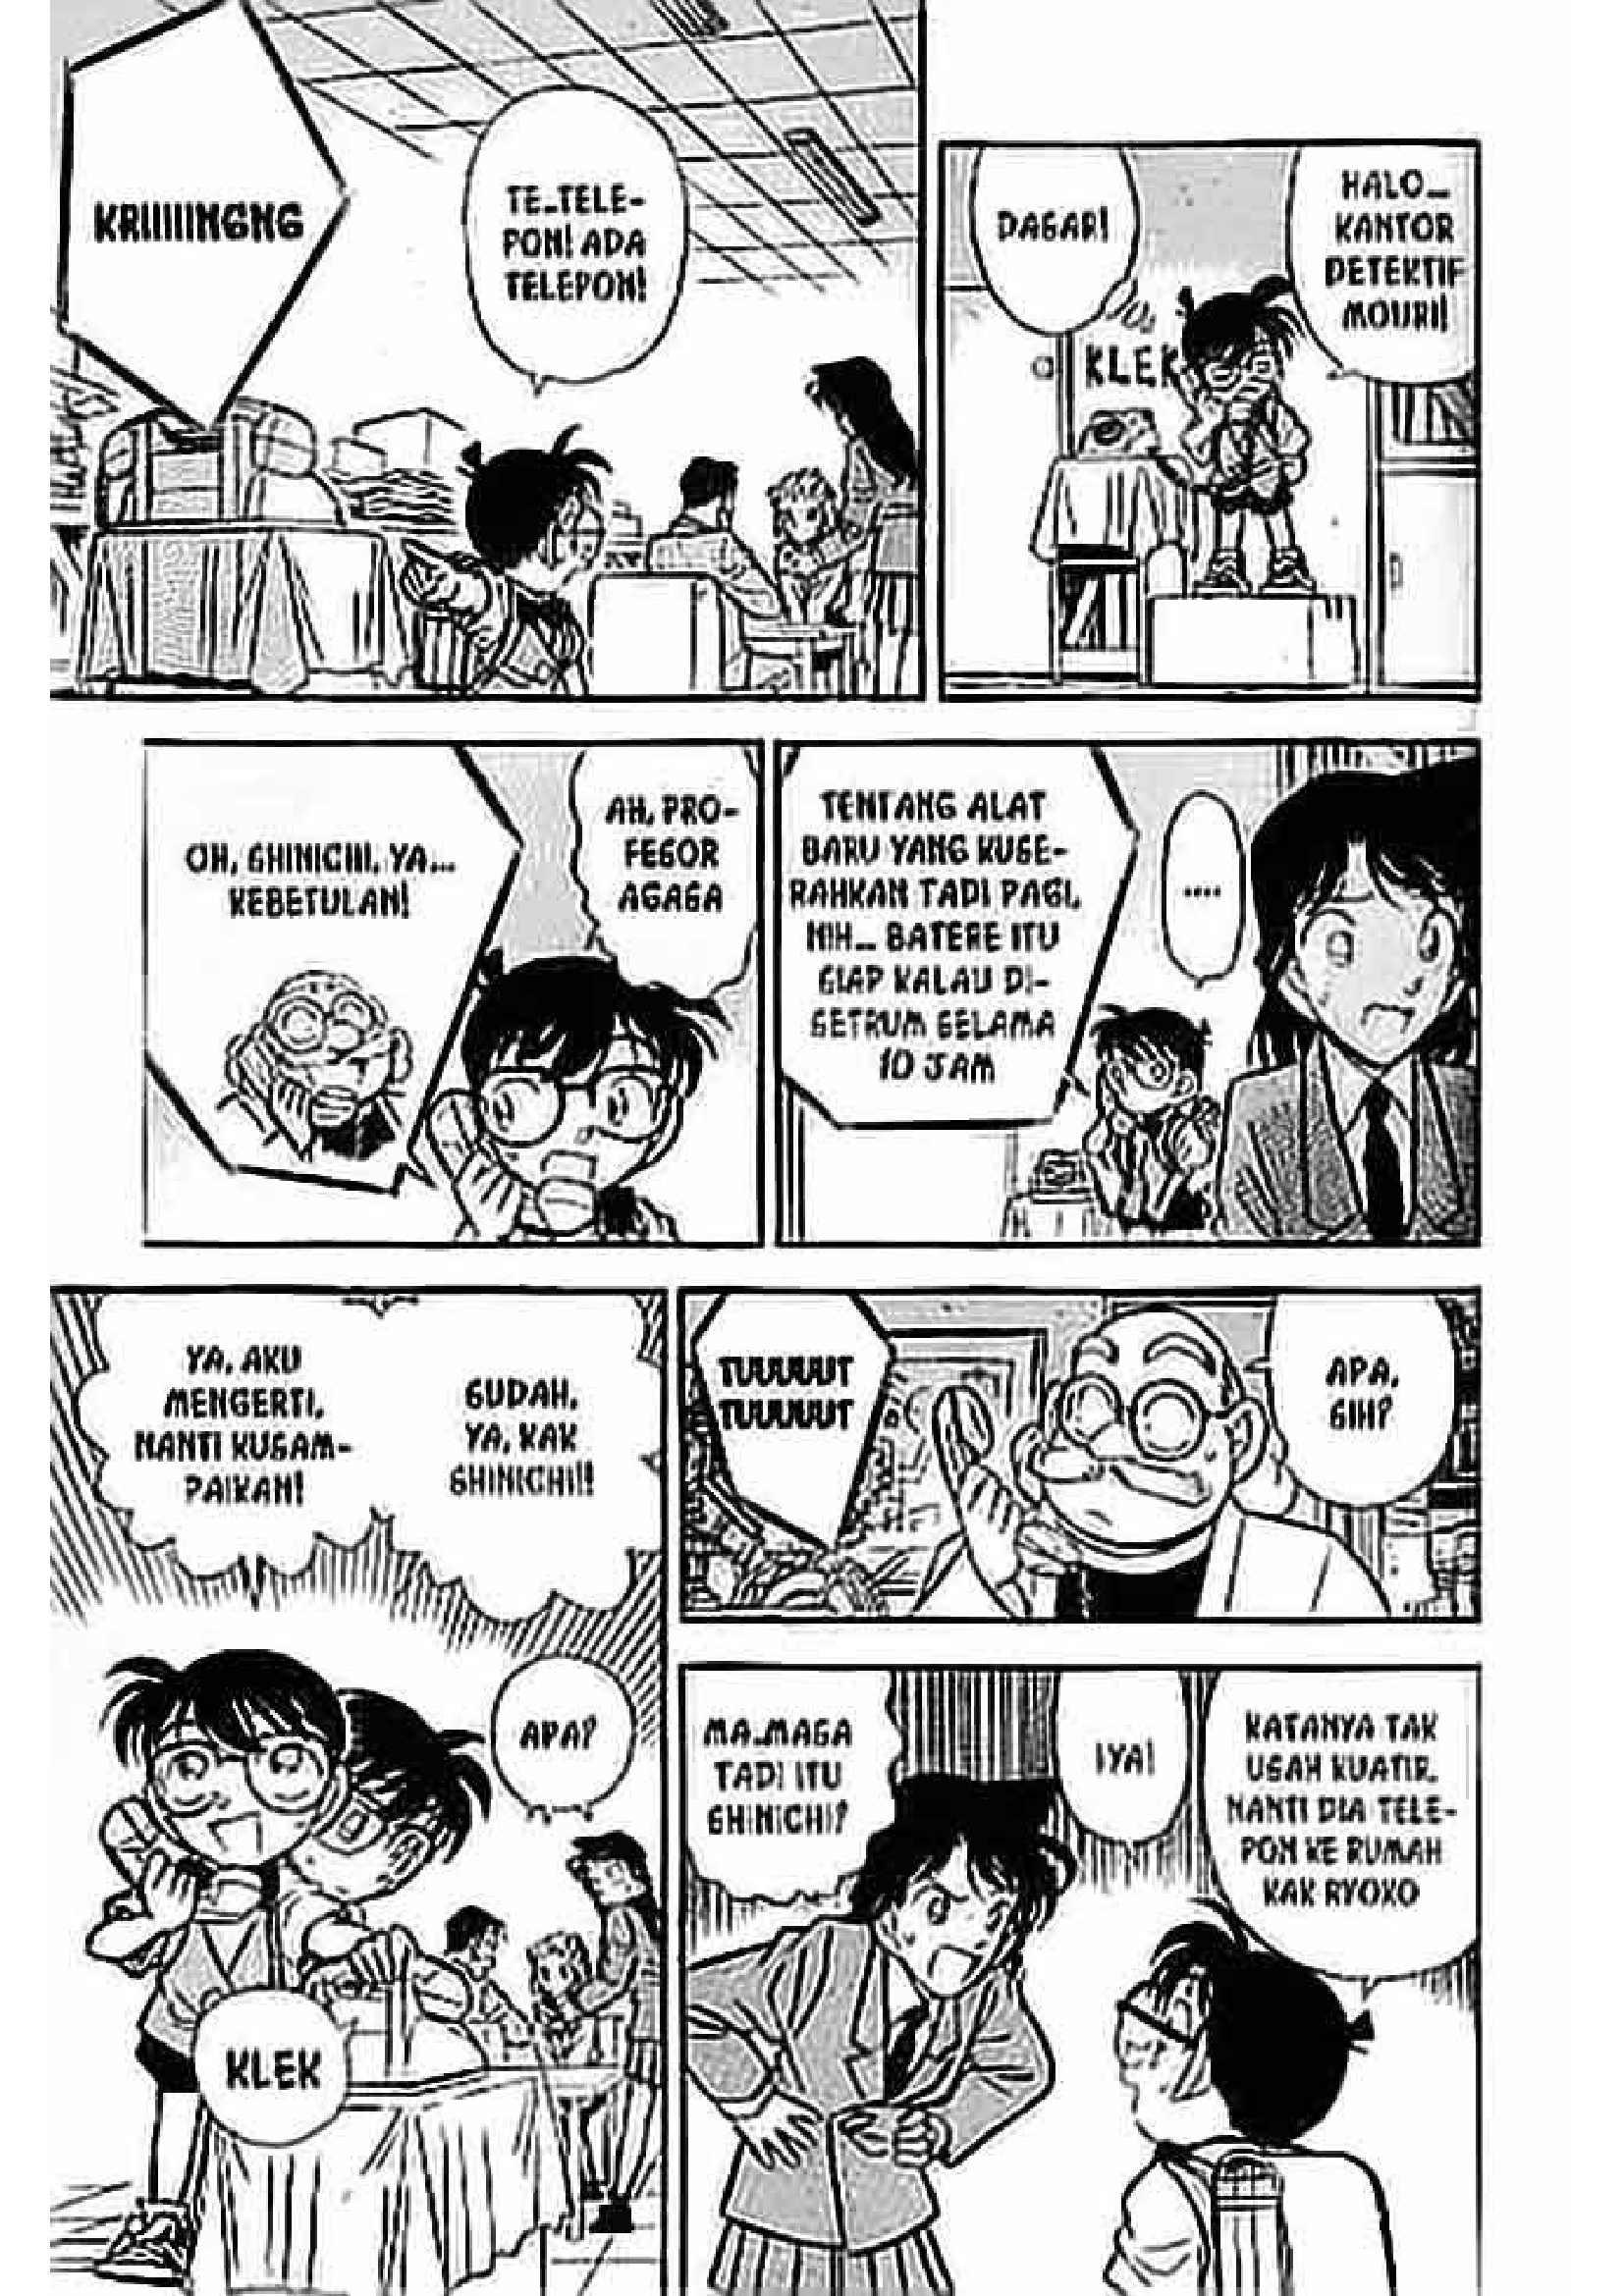 KRIIIIINGNG
TE..TELE-
PON! ADA
TELEPON!
DASAR!
HALO...
KANTOR
DETEKTIF
MOURI!
KLEK
OH, SHINICHI, YA...
KEBETULAN!
AH, PRO-
FESOR
AGASA
TENTANG ALAT
BARU YANG KUSE-
RAHKAN TADI PAGI,
NIH... BATERE ITU
SIAP KALAU DI-
SETRUM SELAMA
10 JAM
....
YA, AKU
MENGERTI,
NANTI KUSAM-
PAIKAN!
SUDAH,
YA, KAK
SHINICHI!!
APA?
KLEK
TUUUUUT
TUUUUUT
APA,
SIH?
MA..MASA
TADI ITU
SHINICHI?
IYA!
KATANYA TAK
USAH KUATIR.
NANTI DIA TELE-
PON KE RUMAH
KAK RYOKO